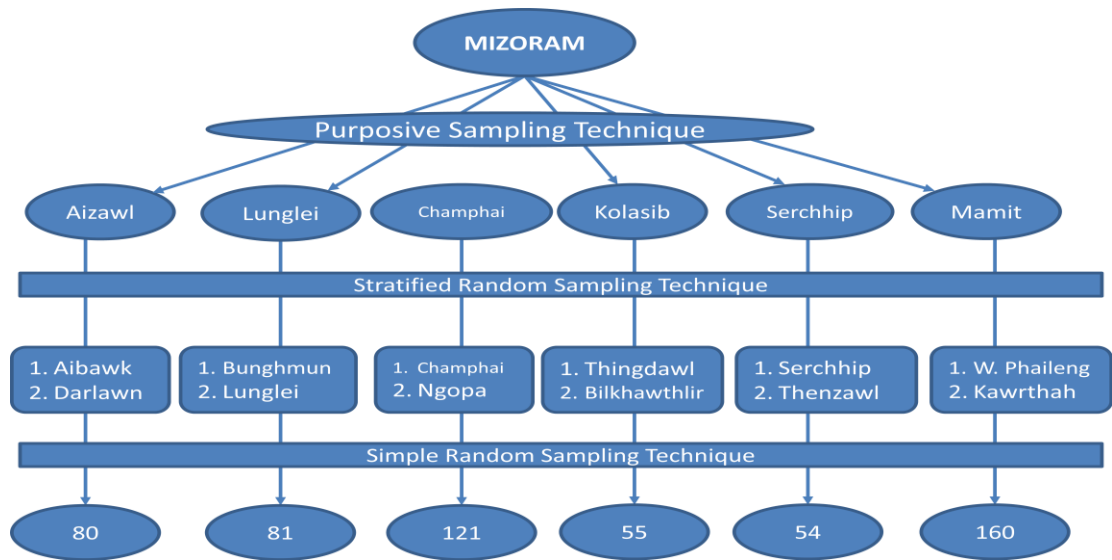 MIZORAM
Purposive Sampling Technique
Aizawl
Lunglei
Champhai
Kolasib
Serchhip
Mamit
Stratified Random Sampling Technique
1. Aibawk
2. Darlawn
1. Bunghmun
2. Lunglei
1. Champhai
2. Ngopa
1. Thingdawl
2. Bilkhawthlir
1. Serchhip
2. Thenzawl
1. W. Phaileng
2. Kawrthah
Simple Random Sampling Technique
80
81
121
55
54
160